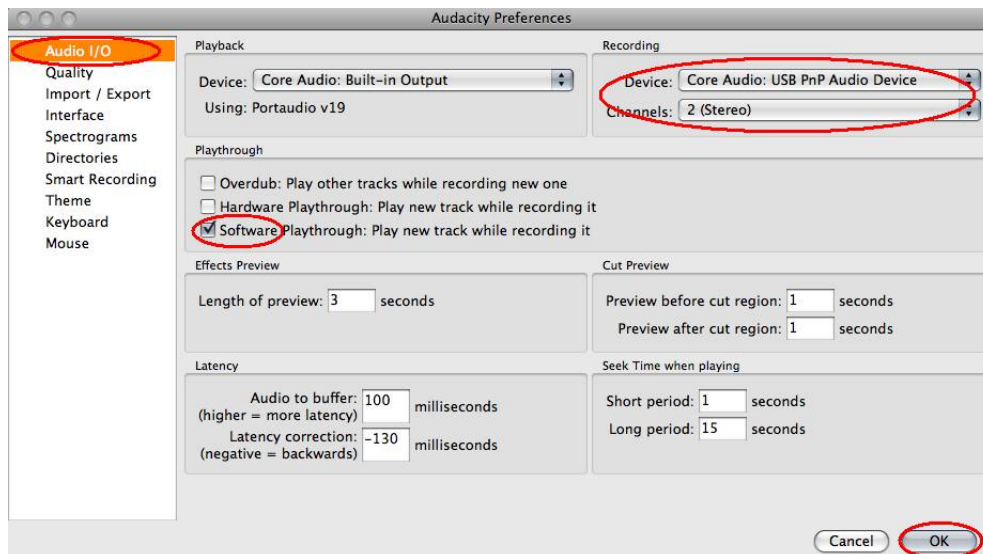 Audacity Preferences
Audio I/O
Quality
Import / Export
Interface
Spectrograms
Directories
Smart Recording
Theme
Keyboard
Mouse
Playback
Device: Core Audio: Built-in Output
Using: Portaudio v19
Recording
Device: Core Audio: USB PnP Audio Device
Channels: 2 (Stereo)
Playthrough
Overdub: Play other tracks while recording new one
Hardware Playthrough: Play new track while recording it
Software Playthrough: Play new track while recording it
Effects Preview
Length of preview: 3 seconds
Cut Preview
Preview before cut region: 1 seconds
Preview after cut region: 1 seconds
Latency
Audio to buffer: 100 milliseconds
(higher = more latency)
Latency correction: -130 milliseconds
(negative = backwards)
Seek Time when playing
Short period: 1 seconds
Long period: 15 seconds
Cancel
OK